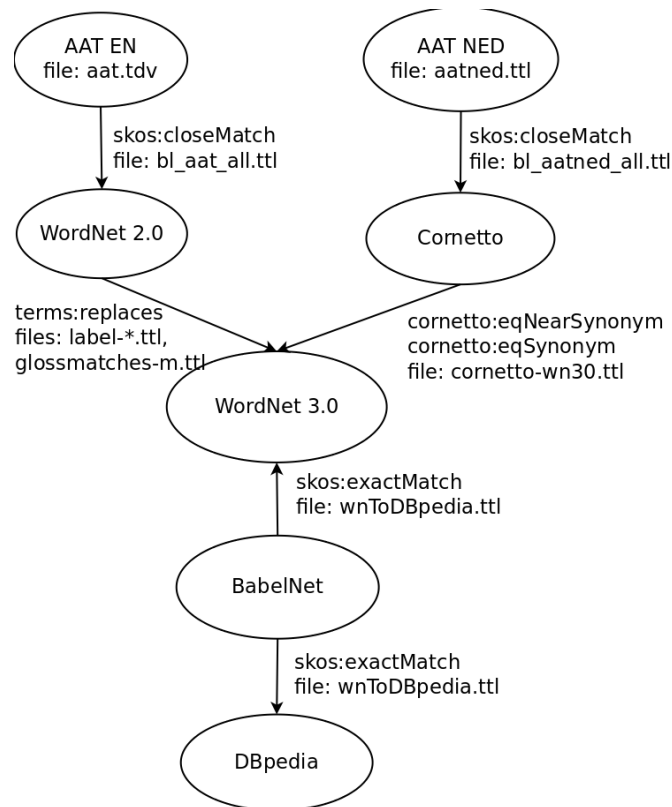 AAT EN
file: aat.tdv
AAT NED
file: aatned.ttl
skos:closeMatch
file: bl_aat_all.ttl
skos:closeMatch
file: bl_aatned_all.ttl
WordNet 2.0
Cornetto
terms:replaces
files: label-*.ttl,
glossmatches-m.ttl
cornetto:eqNearSynonym
cornetto:eqSynonym
file: cornetto-wn30.ttl
WordNet 3.0
skos:exactMatch
file: wnToDBpedia.ttl
BabelNet
skos:exactMatch
file: wnToDBpedia.ttl
DBpedia